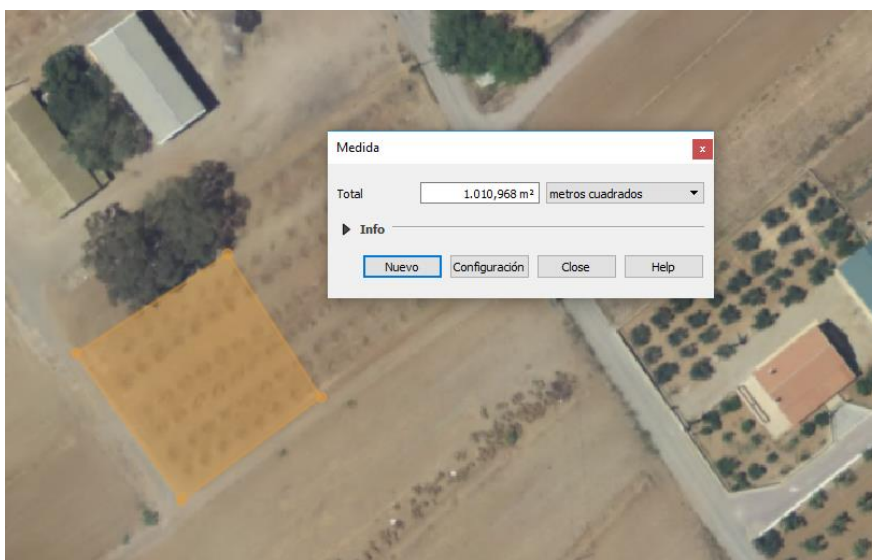 Medida
x
Total 1.010,968 m² metros cuadrados
Info
Nuevo Configuración Close Help